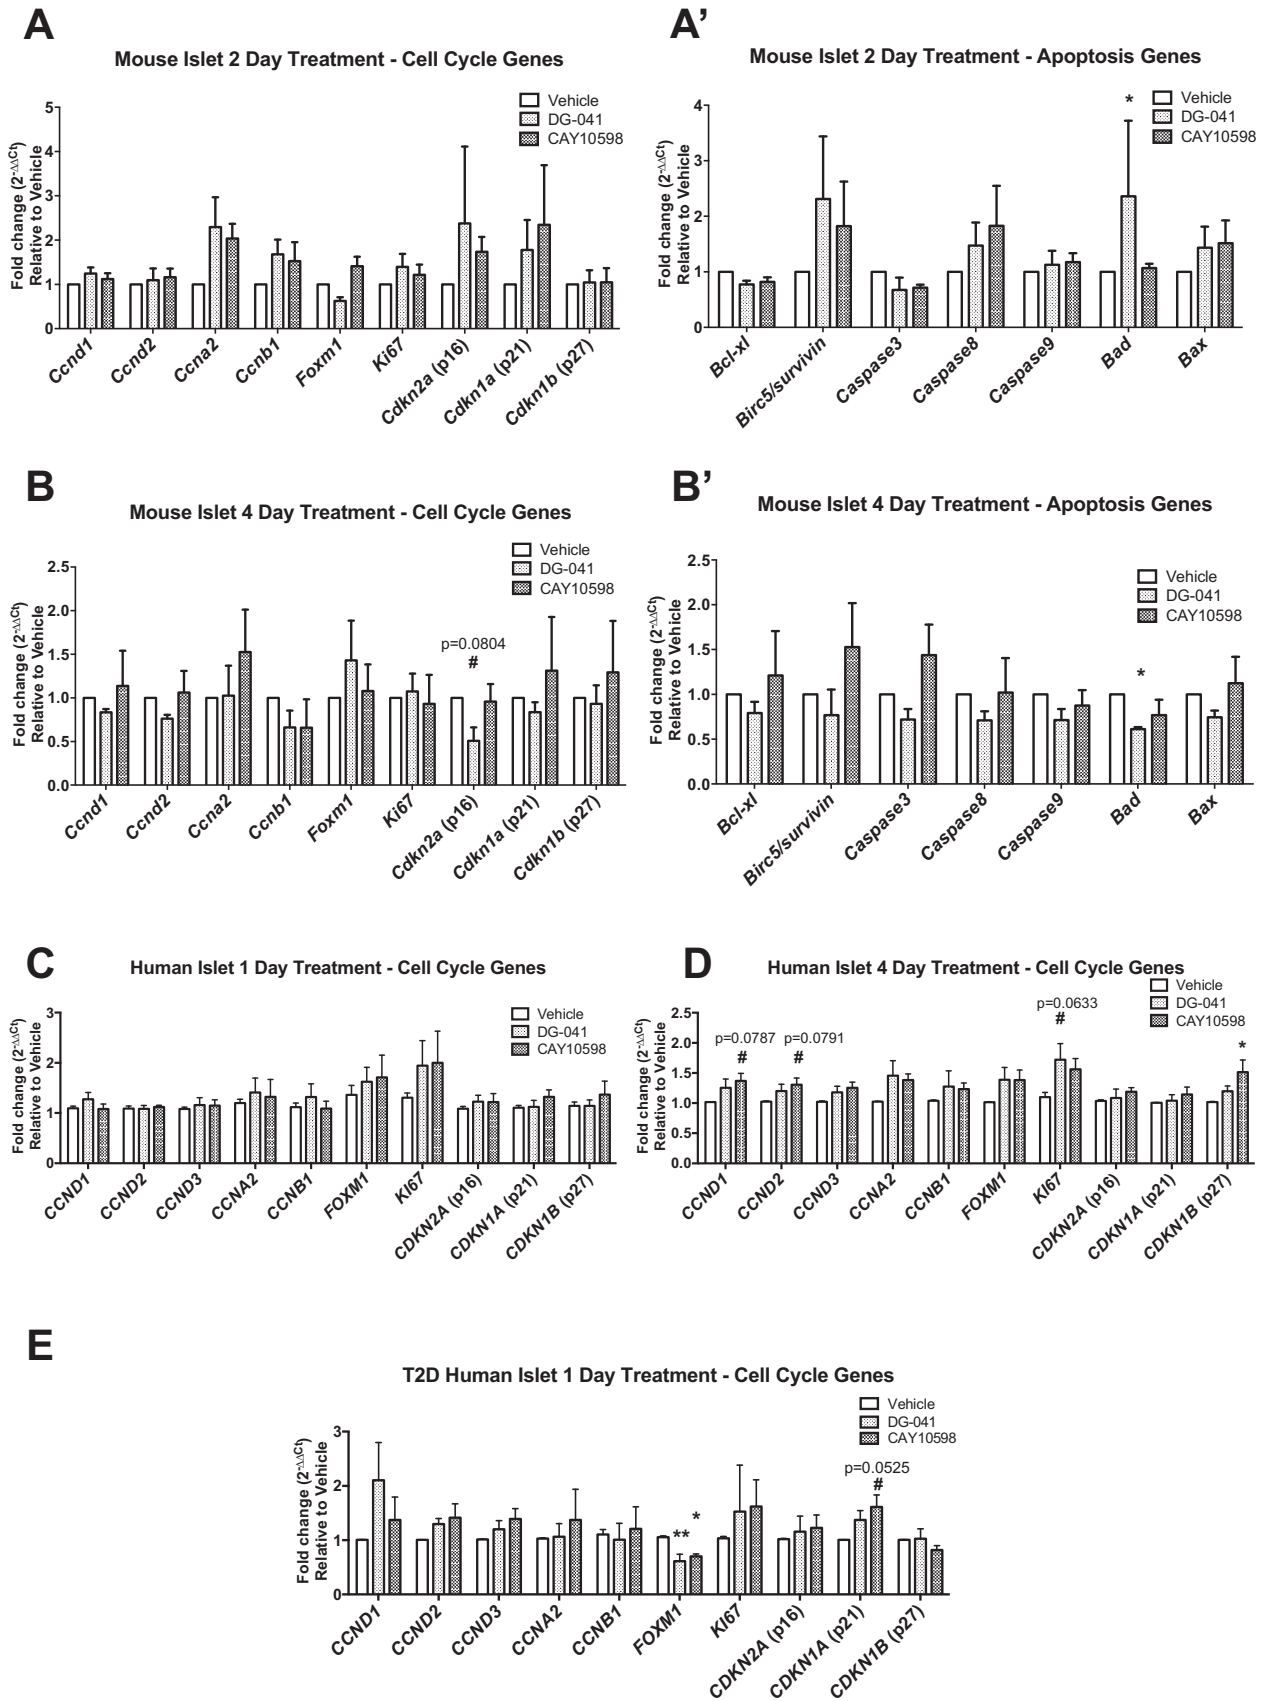 A
Mouse Islet 2 Day Treatment - Cell Cycle Genes
Vehicle
DG-041
CAY10598
Fold change (2-ΔΔCt)
Relative to Vehicle
5
4
3
2
1
0
Ccnd1
Ccnd2
Ccna2
Ccnb1
Foxm1
Ki67
Cdkn2a (p16)
Cdkn1a (p21)
Cdkn1b (p27)
A’
Mouse Islet 2 Day Treatment - Apoptosis Genes
Vehicle
DG-041
CAY10598
*
Fold change (2-ΔΔCt)
Relative to Vehicle
4
3
2
1
0
Bcl-xl
Birc5/survivin
Caspase3
Caspase8
Caspase9
Bad
Bax
B
Mouse Islet 4 Day Treatment - Cell Cycle Genes
Vehicle
DG-041
CAY10598
p=0.0804
#
Fold change (2-ΔΔCt)
Relative to Vehicle
2.5
2.0
1.5
1.0
0.5
0.0
Ccnd1
Ccnd2
Ccna2
Ccnb1
Foxm1
Ki67
Cdkn2a (p16)
Cdkn1a (p21)
Cdkn1b (p27)
B’
Mouse Islet 4 Day Treatment - Apoptosis Genes
Vehicle
DG-041
CAY10598
*
Fold change (2-ΔΔCt)
Relative to Vehicle
2.5
2.0
1.5
1.0
0.5
0.0
Bcl-xl
Birc5/survivin
Caspase3
Caspase8
Caspase9
Bad
Bax
C
Human Islet 1 Day Treatment - Cell Cycle Genes
Vehicle
DG-041
CAY10598
Fold change (2-ΔΔCt)
Relative to Vehicle
3
2
1
0
CCND1
CCND2
CCND3
CCNA2
CCNB1
FOXM1
KI67
CDKN2A (p16)
CDKN1A (p21)
CDKN1B (p27)
D
Human Islet 4 Day Treatment - Cell Cycle Genes
Vehicle
DG-041
CAY10598
p=0.0787
#
p=0.0791
#
p=0.0633
#
*
Fold change (2-ΔΔCt)
Relative to Vehicle
2.5
2.0
1.5
1.0
0.5
0.0
CCND1
CCND2
CCND3
CCNA2
CCNB1
FOXM1
KI67
CDKN2A (p16)
CDKN1A (p21)
CDKN1B (p27)
E
T2D Human Islet 1 Day Treatment - Cell Cycle Genes
Vehicle
DG-041
CAY10598
p=0.0525
#
**
*
Fold change (2-ΔΔCt)
Relative to Vehicle
3
2
1
0
CCND1
CCND2
CCND3
CCNA2
CCNB1
FOXM1
KI67
CDKN2A (p16)
CDKN1A (p21)
CDKN1B (p27)